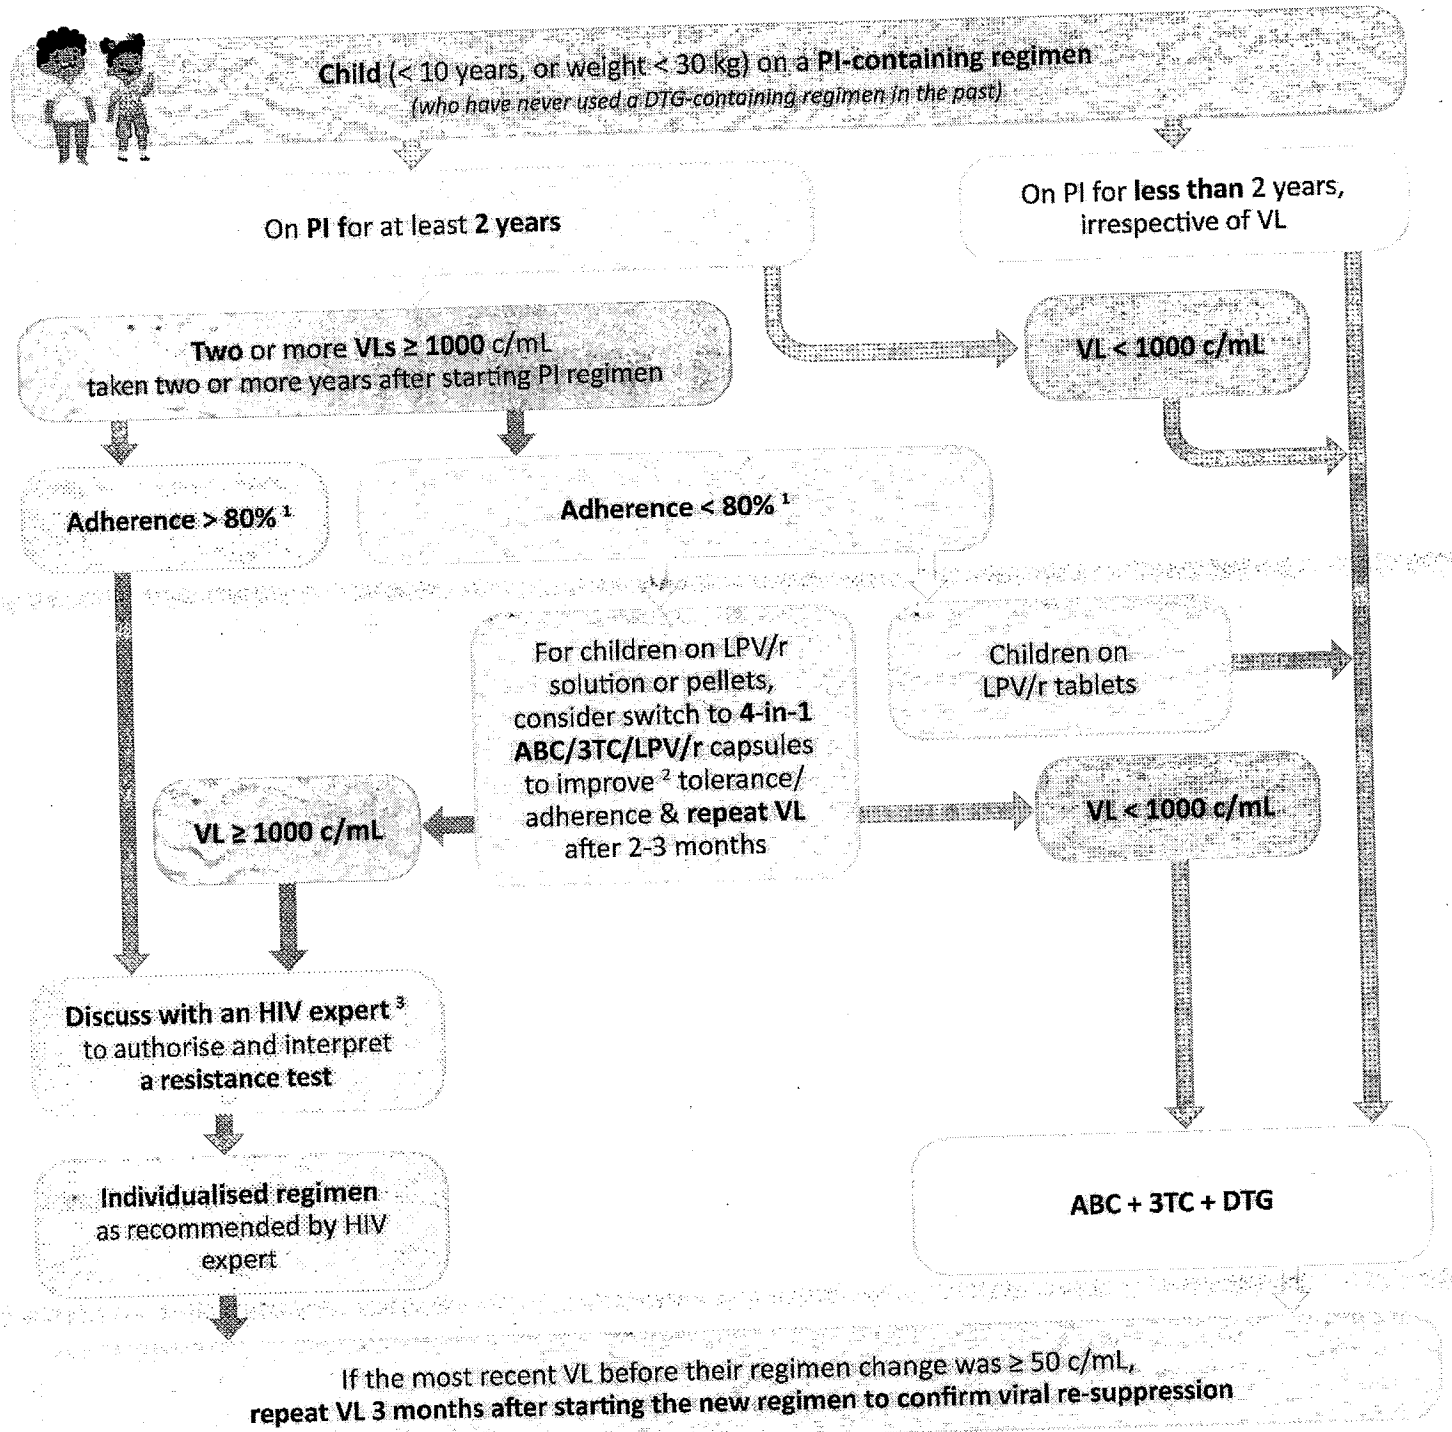 Child (< 10 years, or weight < 30 kg) on a PI-containing regimen
(who have never used a DTG-containing regimen in the past)
On PI for at least 2 years
On PI for less than 2 years,
irrespective of VL
Two or more VLs ≥ 1000 c/mL
taken two or more years after starting PI regimen
VL < 1000 c/mL
Adherence > 80% ¹
Adherence < 80% ¹
For children on LPV/r
solution or pellets,
consider switch to 4-in-1
ABC/3TC/LPV/r capsules
to improve ² tolerance/
adherence & repeat VL
after 2-3 months
Children on
LPV/r tablets
VL ≥ 1000 c/mL
VL < 1000 c/mL
Discuss with an HIV expert ³
to authorise and interpret
a resistance test
Individualised regimen
as recommended by HIV
expert
ABC + 3TC + DTG
If the most recent VL before their regimen change was ≥ 50 c/mL,
repeat VL 3 months after starting the new regimen to confirm viral re-suppression